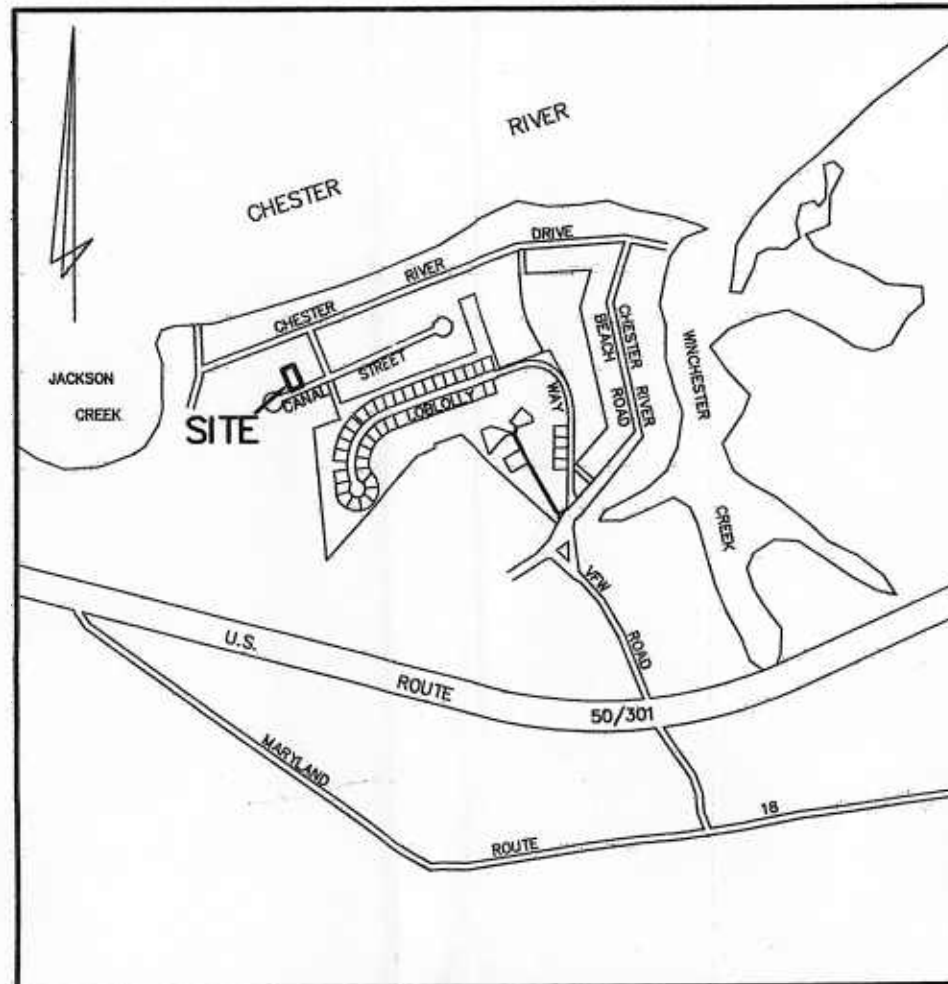 RIVER
CHESTER
DRIVE
RIVER
CHESTER
CHESTER RIVER
BEACH ROAD
WINCHESTER
CREEK
JACKSON
CREEK
STREET
CANAL
SITE
LOBLOLLY
WAY
VFW
ROAD
U.S.
ROUTE
50/301
MARYLAND
ROUTE
18